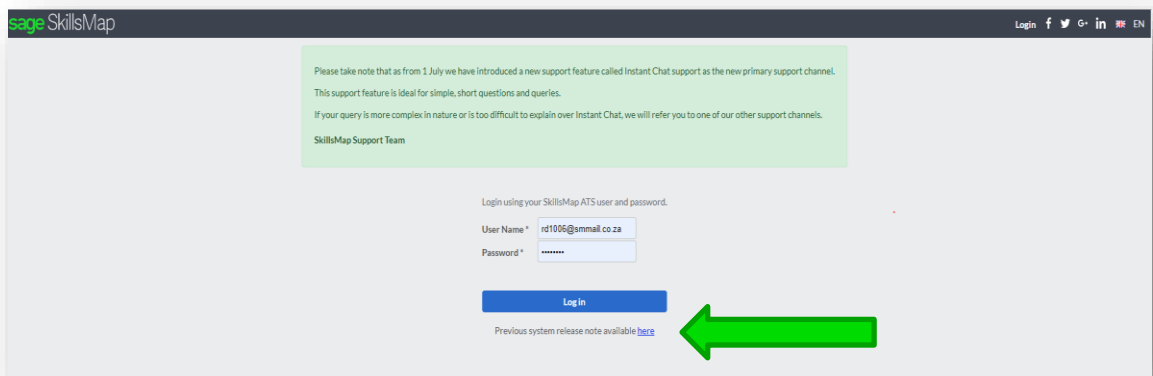 sage SkillsMap
Login f G+ in EN
Please take note that as from 1 July we have introduced a new support feature called Instant Chat support as the new primary support channel.
This support feature is ideal for simple, short questions and queries.
If your query is more complex in nature or is too difficult to explain over Instant Chat, we will refer you to one of our other support channels.
SkillsMap Support Team
Login using your SkillsMap ATS user and password.
User Name * rd1006@smmail.co.za
Password * ••••••••
Log in
Previous system release note available here